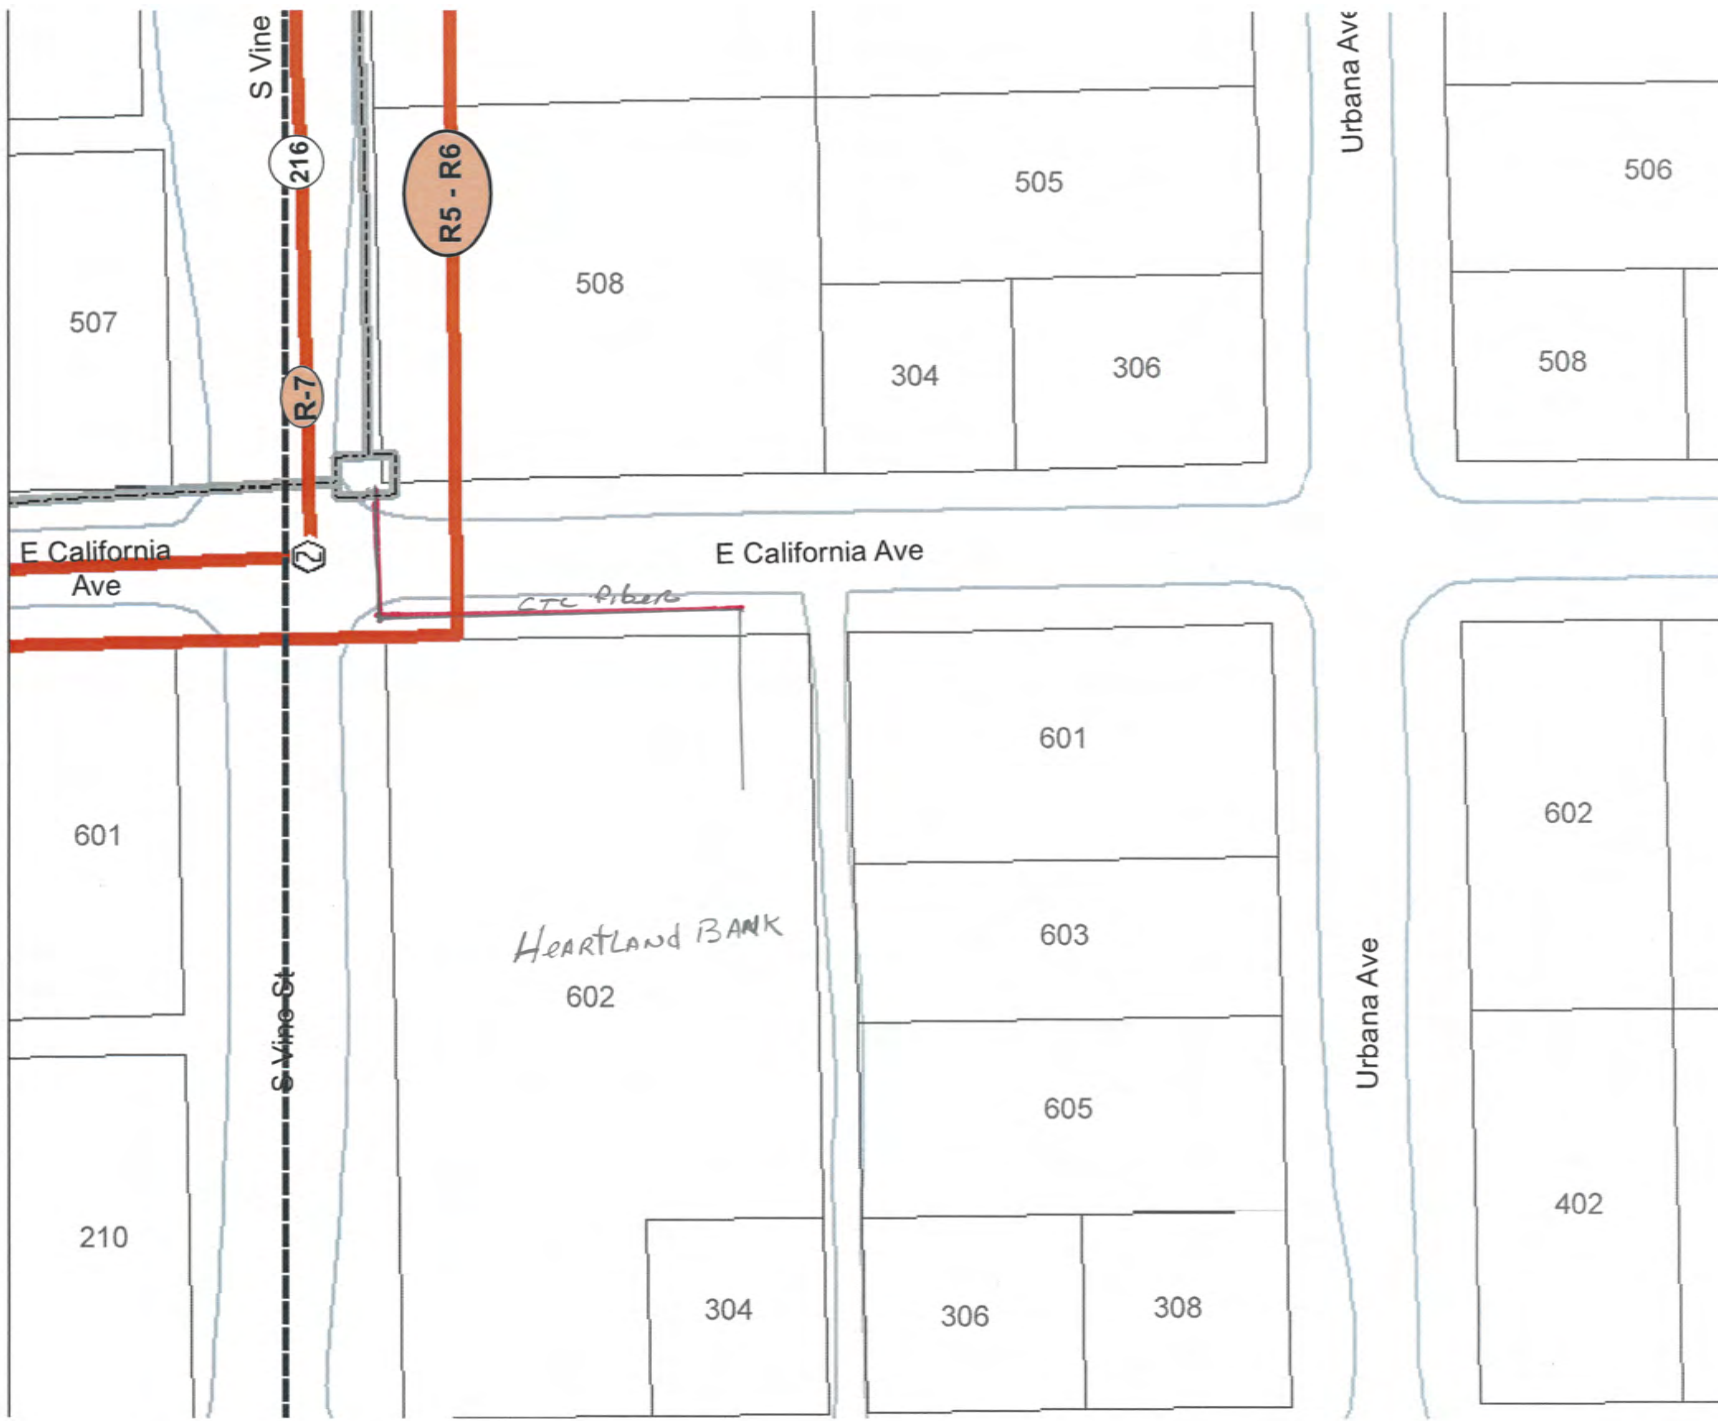 S Vine
Urbana Ave
216
R5 - R6
505
506
508
507
304
306
508
R-7
2
E California
Ave
E California Ave
CTC fiber
601
602
601
603
HEARTLAND BANK
602
S Vine St
Urbana Ave
605
402
210
304
306
308